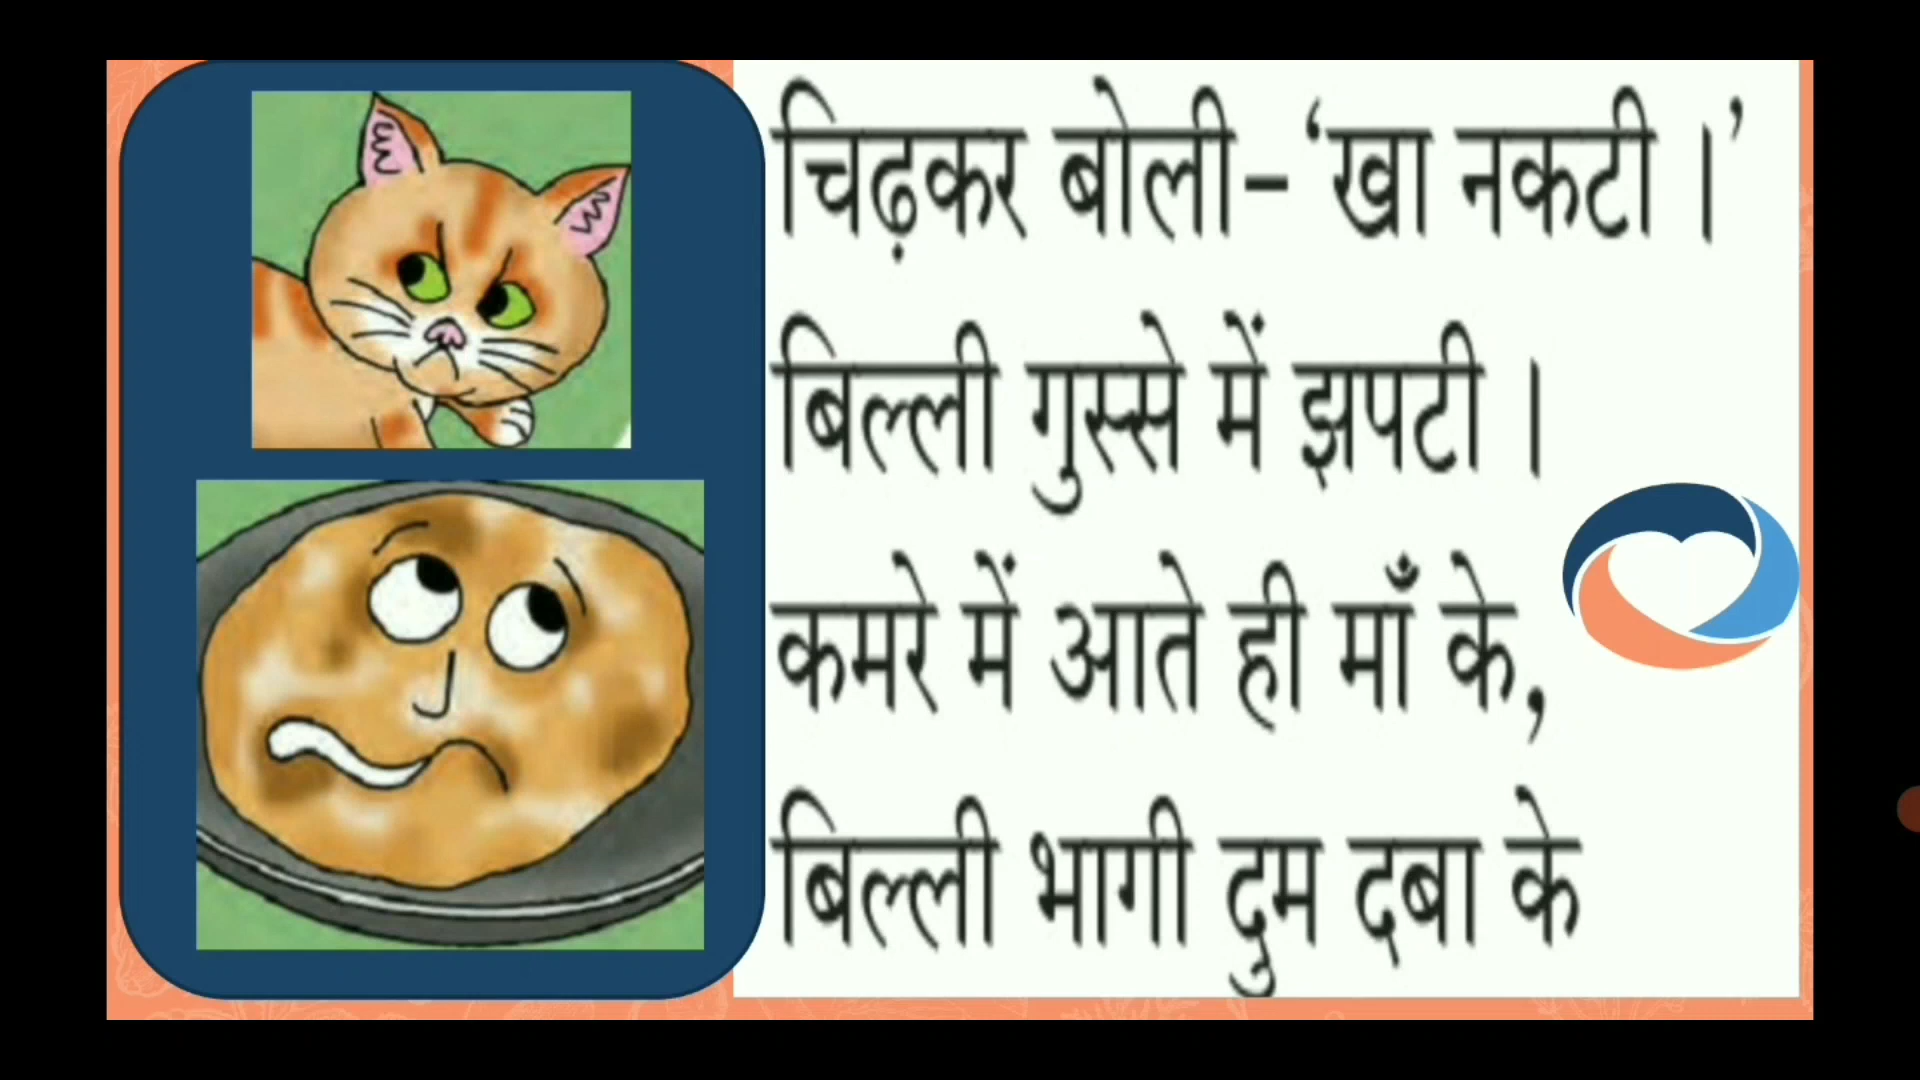 चिढ़कर बोली– ‘खा नकटी ।’
बिल्ली गुस्से में झपटी ।
कमरे में आते ही माँ के,
बिल्ली भागी दुम दबा के